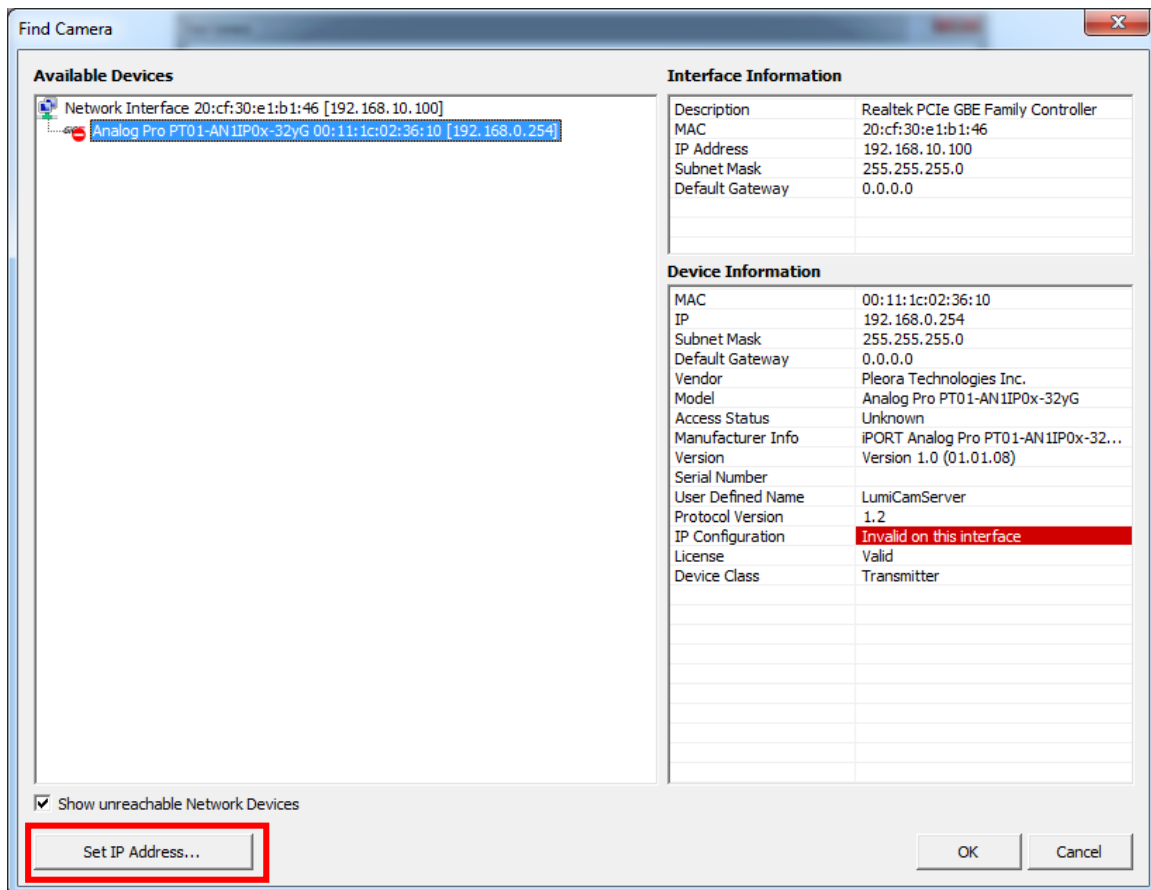 Find Camera
Available Devices
Network Interface 20:cf:30:e1:b1:46 [192.168.10.100]
Analog Pro PT01-AN1IP0x-32yG 00:11:1c:02:36:10 [192.168.0.254]
Interface Information
Description Realtek PCIe GBE Family Controller
MAC 20:cf:30:e1:b1:46
IP Address 192.168.10.100
Subnet Mask 255.255.255.0
Default Gateway 0.0.0.0
Device Information
MAC 00:11:1c:02:36:10
IP 192.168.0.254
Subnet Mask 255.255.255.0
Default Gateway 0.0.0.0
Vendor Pleora Technologies Inc.
Model Analog Pro PT01-AN1IP0x-32yG
Access Status Unknown
Manufacturer Info iPORT Analog Pro PT01-AN1IP0x-32...
Version Version 1.0 (01.01.08)
Serial Number
User Defined Name LumiCamServer
Protocol Version 1.2
IP Configuration Invalid on this interface
License Valid
Device Class Transmitter
Show unreachable Network Devices
Set IP Address...
OK
Cancel